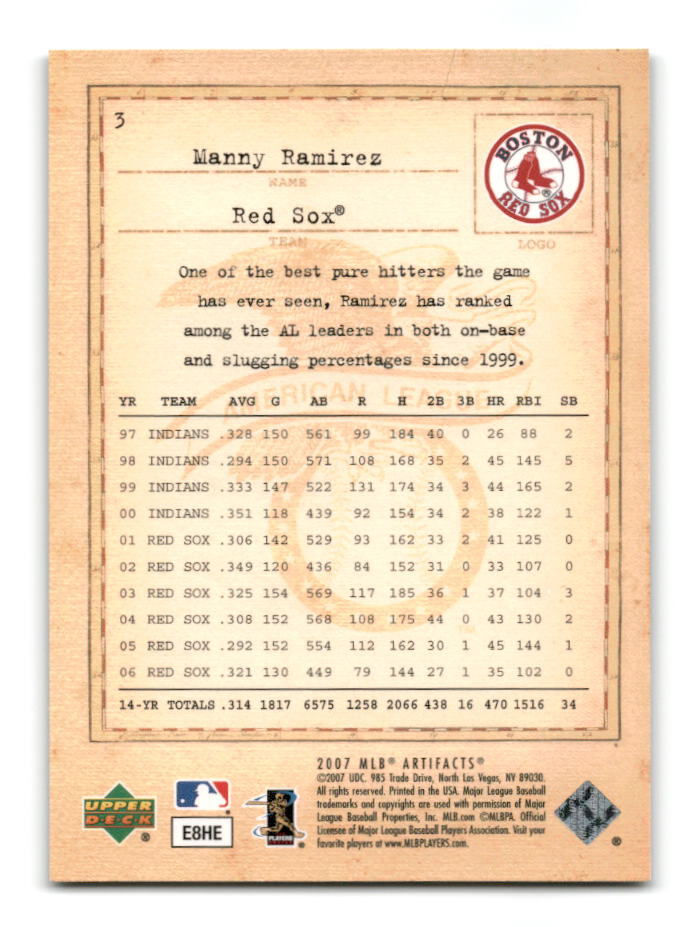 3
Manny Ramirez
NAME
Red Sox®
TEAM
BOSTON
RED SOX
®
LOGO
One of the best pure hitters the game
has ever seen, Ramirez has ranked
among the AL leaders in both on-base
and slugging percentages since 1999.
AMERICAN LEAGUE
YR TEAM AVG G AB R H 2B 3B HR RBI SB
97 INDIANS .328 150 561 99 184 40 0 26 88 2
98 INDIANS .294 150 571 108 168 35 2 45 145 5
99 INDIANS .333 147 522 131 174 34 3 44 165 2
00 INDIANS .351 118 439 92 154 34 2 38 122 1
01 RED SOX .306 142 529 93 162 33 2 41 125 0
02 RED SOX .349 120 436 84 152 31 0 33 107 0
03 RED SOX .325 154 569 117 185 36 1 37 104 3
04 RED SOX .308 152 568 108 175 44 0 43 130 2
05 RED SOX .292 152 554 112 162 30 1 45 144 1
06 RED SOX .321 130 449 79 144 27 1 35 102 0
14-YR TOTALS .314 1817 6575 1258 2066 438 16 470 1516 34
2007 MLB® ARTIFACTS®
©2007 UDC. 985 Trade Drive, North Las Vegas, NV 89030.
All rights reserved. Printed in the USA. Major League Baseball
trademarks and copyrights are used with permission of Major
League Baseball Properties, Inc. MLB.com ©MLBPA. Official
Licensee of Major League Baseball Players Association. Visit your
favorite players at www.MLBPLAYERS.com.
UPPER
DECK
®
E8HE
PLAYERS
®
®